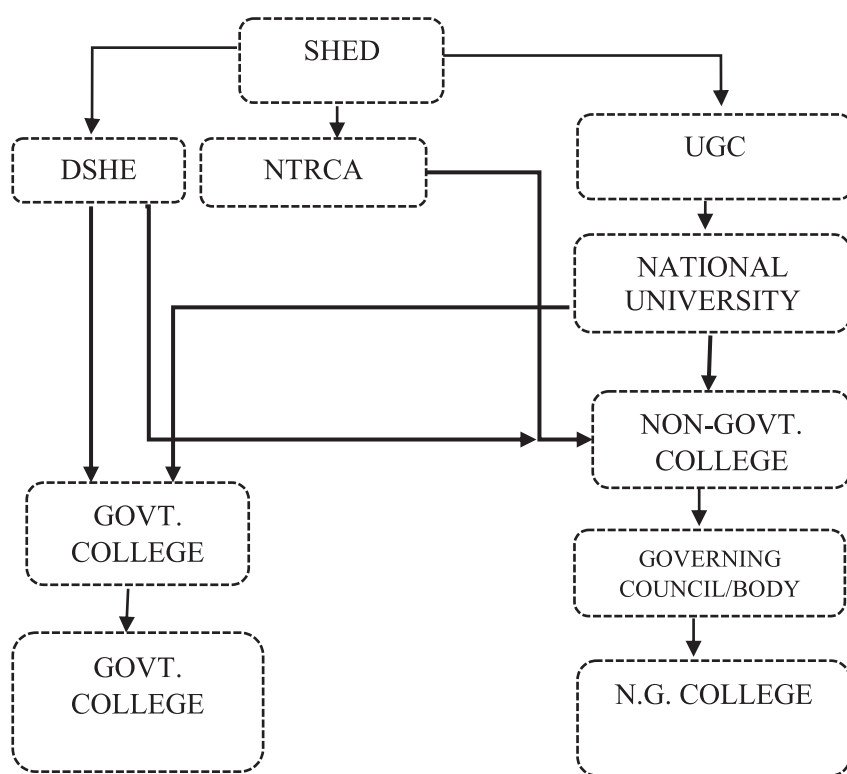 SHED
DSHE
NTRCA
UGC
NATIONAL
UNIVERSITY
NON-GOVT.
COLLEGE
GOVT.
COLLEGE
GOVERNING
COUNCIL/BODY
GOVT.
COLLEGE
N.G. COLLEGE